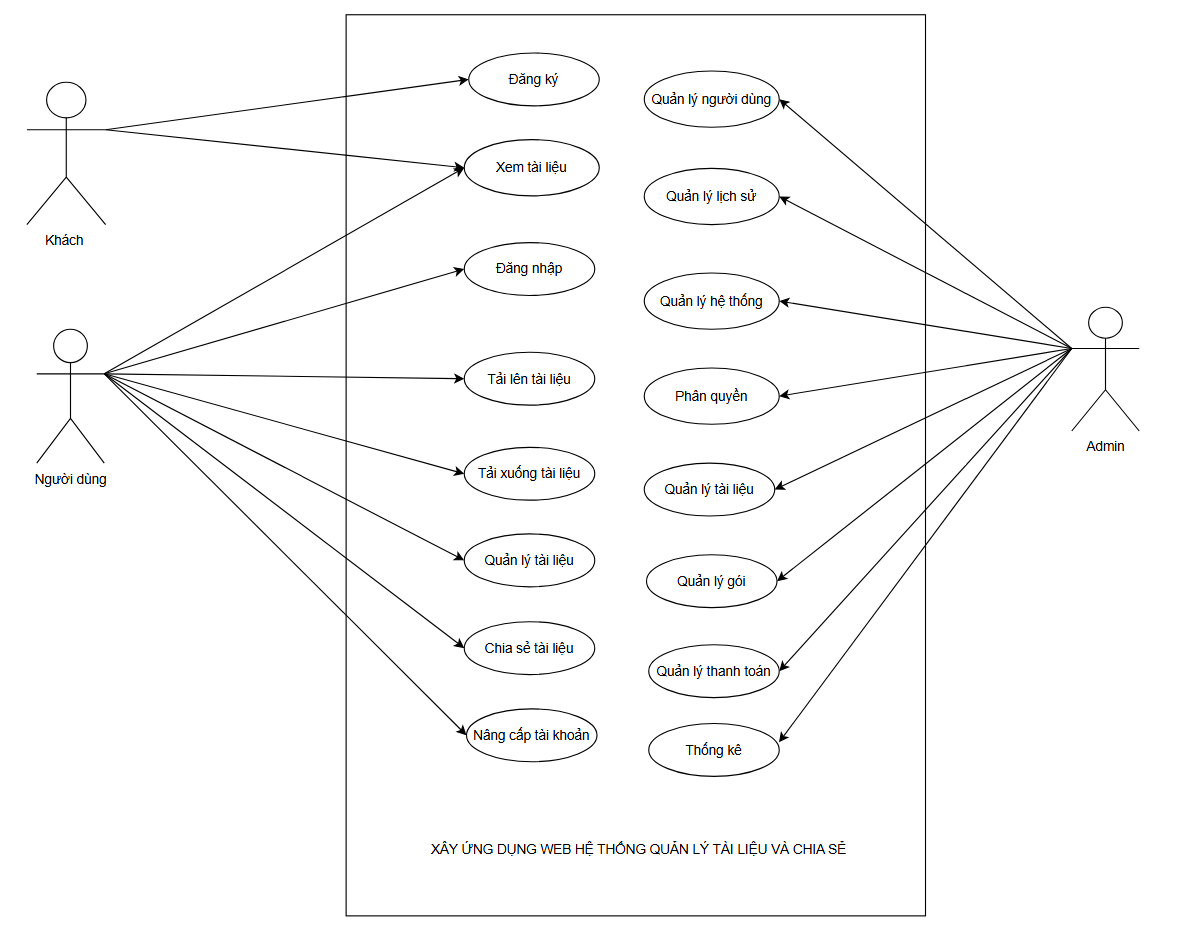 Khách
Người dùng
Đăng ký
Xem tài liệu
Đăng nhập
Tải lên tài liệu
Tải xuống tài liệu
Quản lý tài liệu
Chia sẻ tài liệu
Nâng cấp tài khoản
Quản lý người dùng
Quản lý lịch sử
Quản lý hệ thống
Phân quyền
Quản lý tài liệu
Quản lý gói
Quản lý thanh toán
Thống kê
Admin
XÂY ỨNG DỤNG WEB HỆ THỐNG QUẢN LÝ TÀI LIỆU VÀ CHIA SẺ